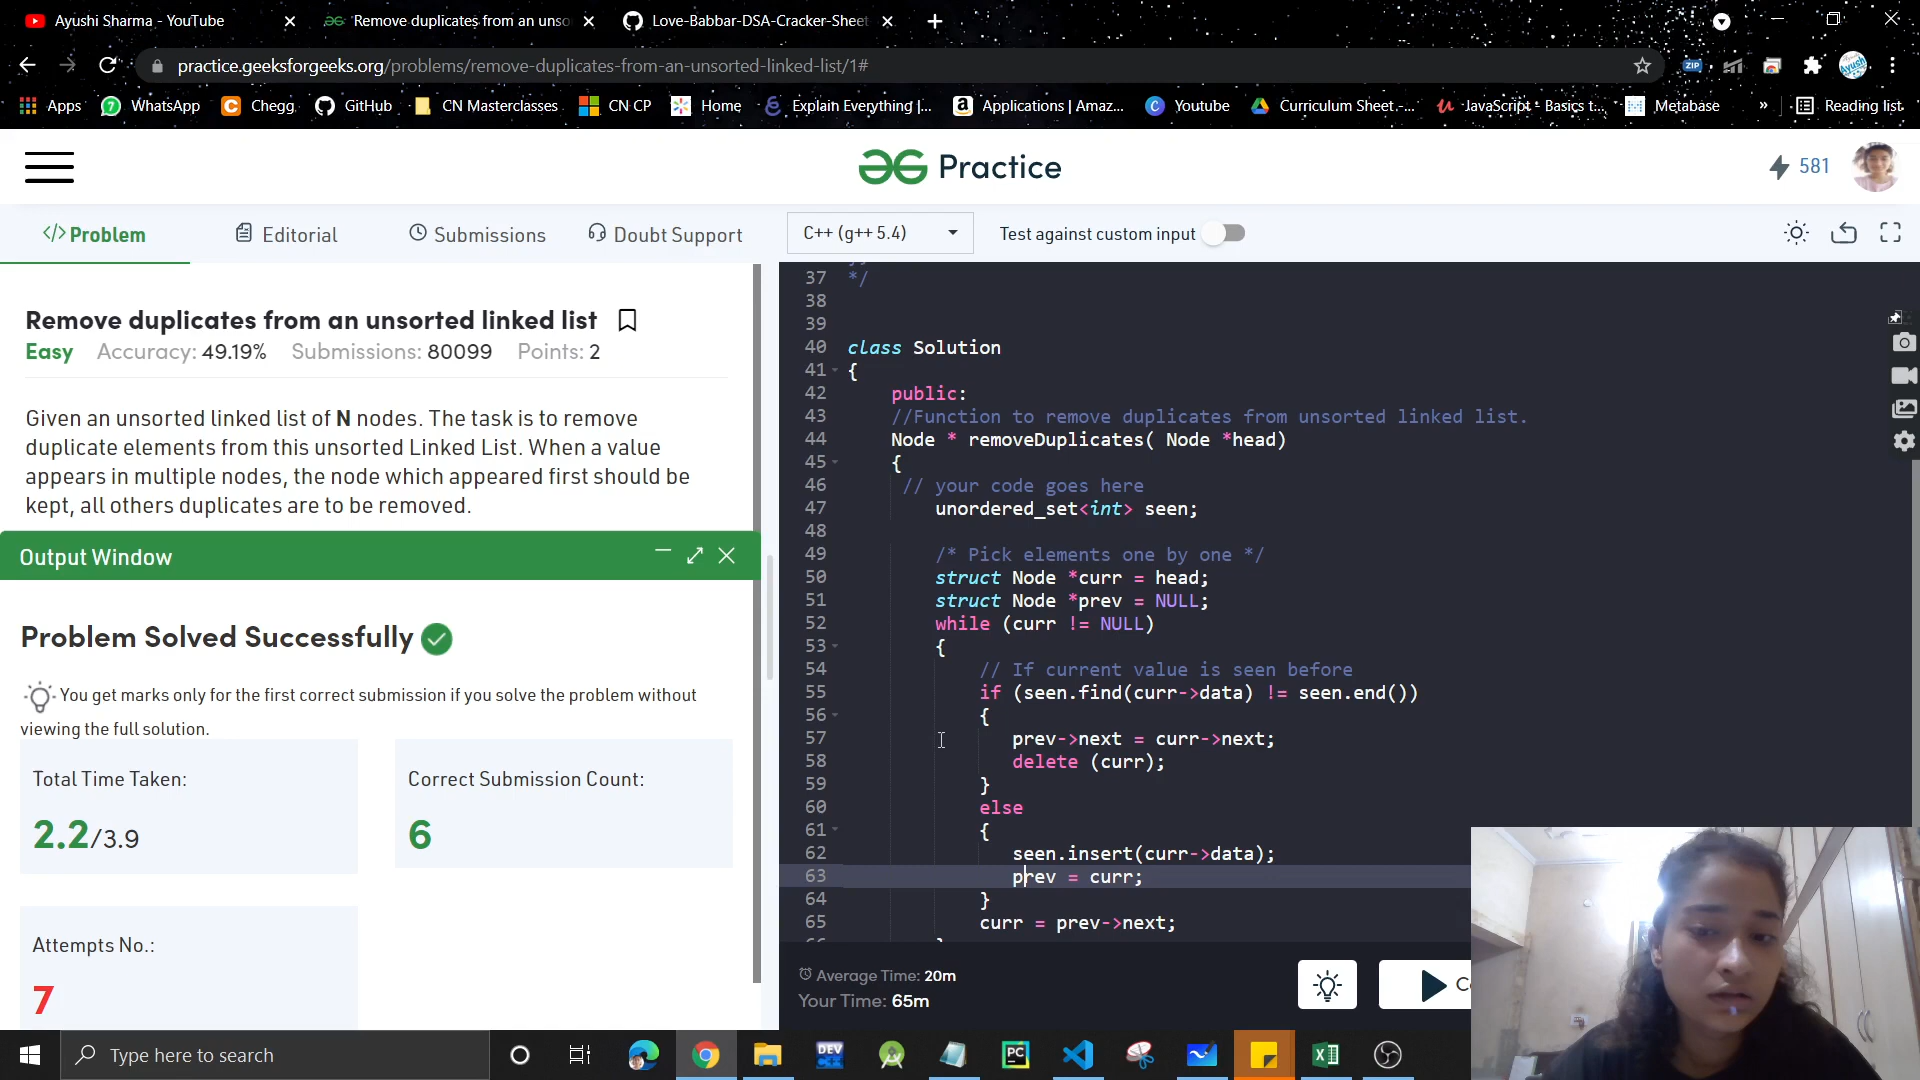 Ayushi Sharma - YouTube
Remove duplicates from an unso
Love-Babbar-DSA-Cracker-Sheet
practice.geeksforgeeks.org/problems/remove-duplicates-from-an-unsorted-linked-list/1#
ZIP
Apps
WhatsApp
Chegg
GitHub
CN Masterclasses
CN CP
Home
Explain Everything |...
Applications | Amaz...
Youtube
Curriculum Sheet -...
JavaScript - Basics t...
Metabase
»
Reading list
Practice
581
</> Problem
Editorial
Submissions
Doubt Support
C++ (g++ 5.4)
Test against custom input
Remove duplicates from an unsorted linked list
Easy Accuracy: 49.19% Submissions: 80099 Points: 2
Given an unsorted linked list of N nodes. The task is to remove
duplicate elements from this unsorted Linked List. When a value
appears in multiple nodes, the node which appeared first should be
kept, all others duplicates are to be removed.
Output Window
Problem Solved Successfully
You get marks only for the first correct submission if you solve the problem without
viewing the full solution.
Total Time Taken:
2.2/3.9
Correct Submission Count:
6
Attempts No.:
7
37 */
38
39
40 class Solution
41 {
42 public:
43 //Function to remove duplicates from unsorted linked list.
44 Node * removeDuplicates( Node *head)
45 {
46 // your code goes here
47 unordered_set<int> seen;
48
49 /* Pick elements one by one */
50 struct Node *curr = head;
51 struct Node *prev = NULL;
52 while (curr != NULL)
53 {
54 // If current value is seen before
55 if (seen.find(curr->data) != seen.end())
56 {
57 prev->next = curr->next;
58 delete (curr);
59 }
60 else
61 {
62 seen.insert(curr->data);
63 prev = curr;
64 }
65 curr = prev->next;
Average Time: 20m
Your Time: 65m
Type here to search
DEV
PC